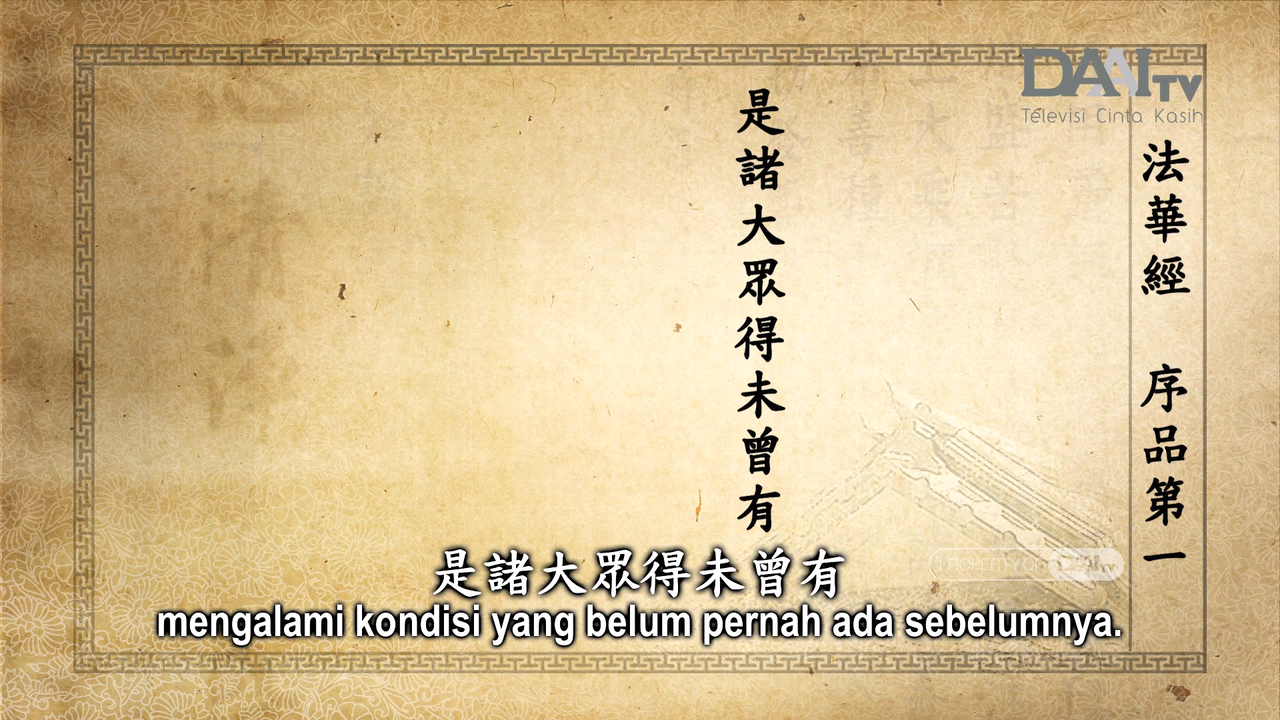 DAAI TV
Televisi Cinta Kasih
法華經 序品第一
是諸大眾得未曾有
是諸大眾得未曾有
mengalami kondisi yang belum pernah ada sebelumnya.